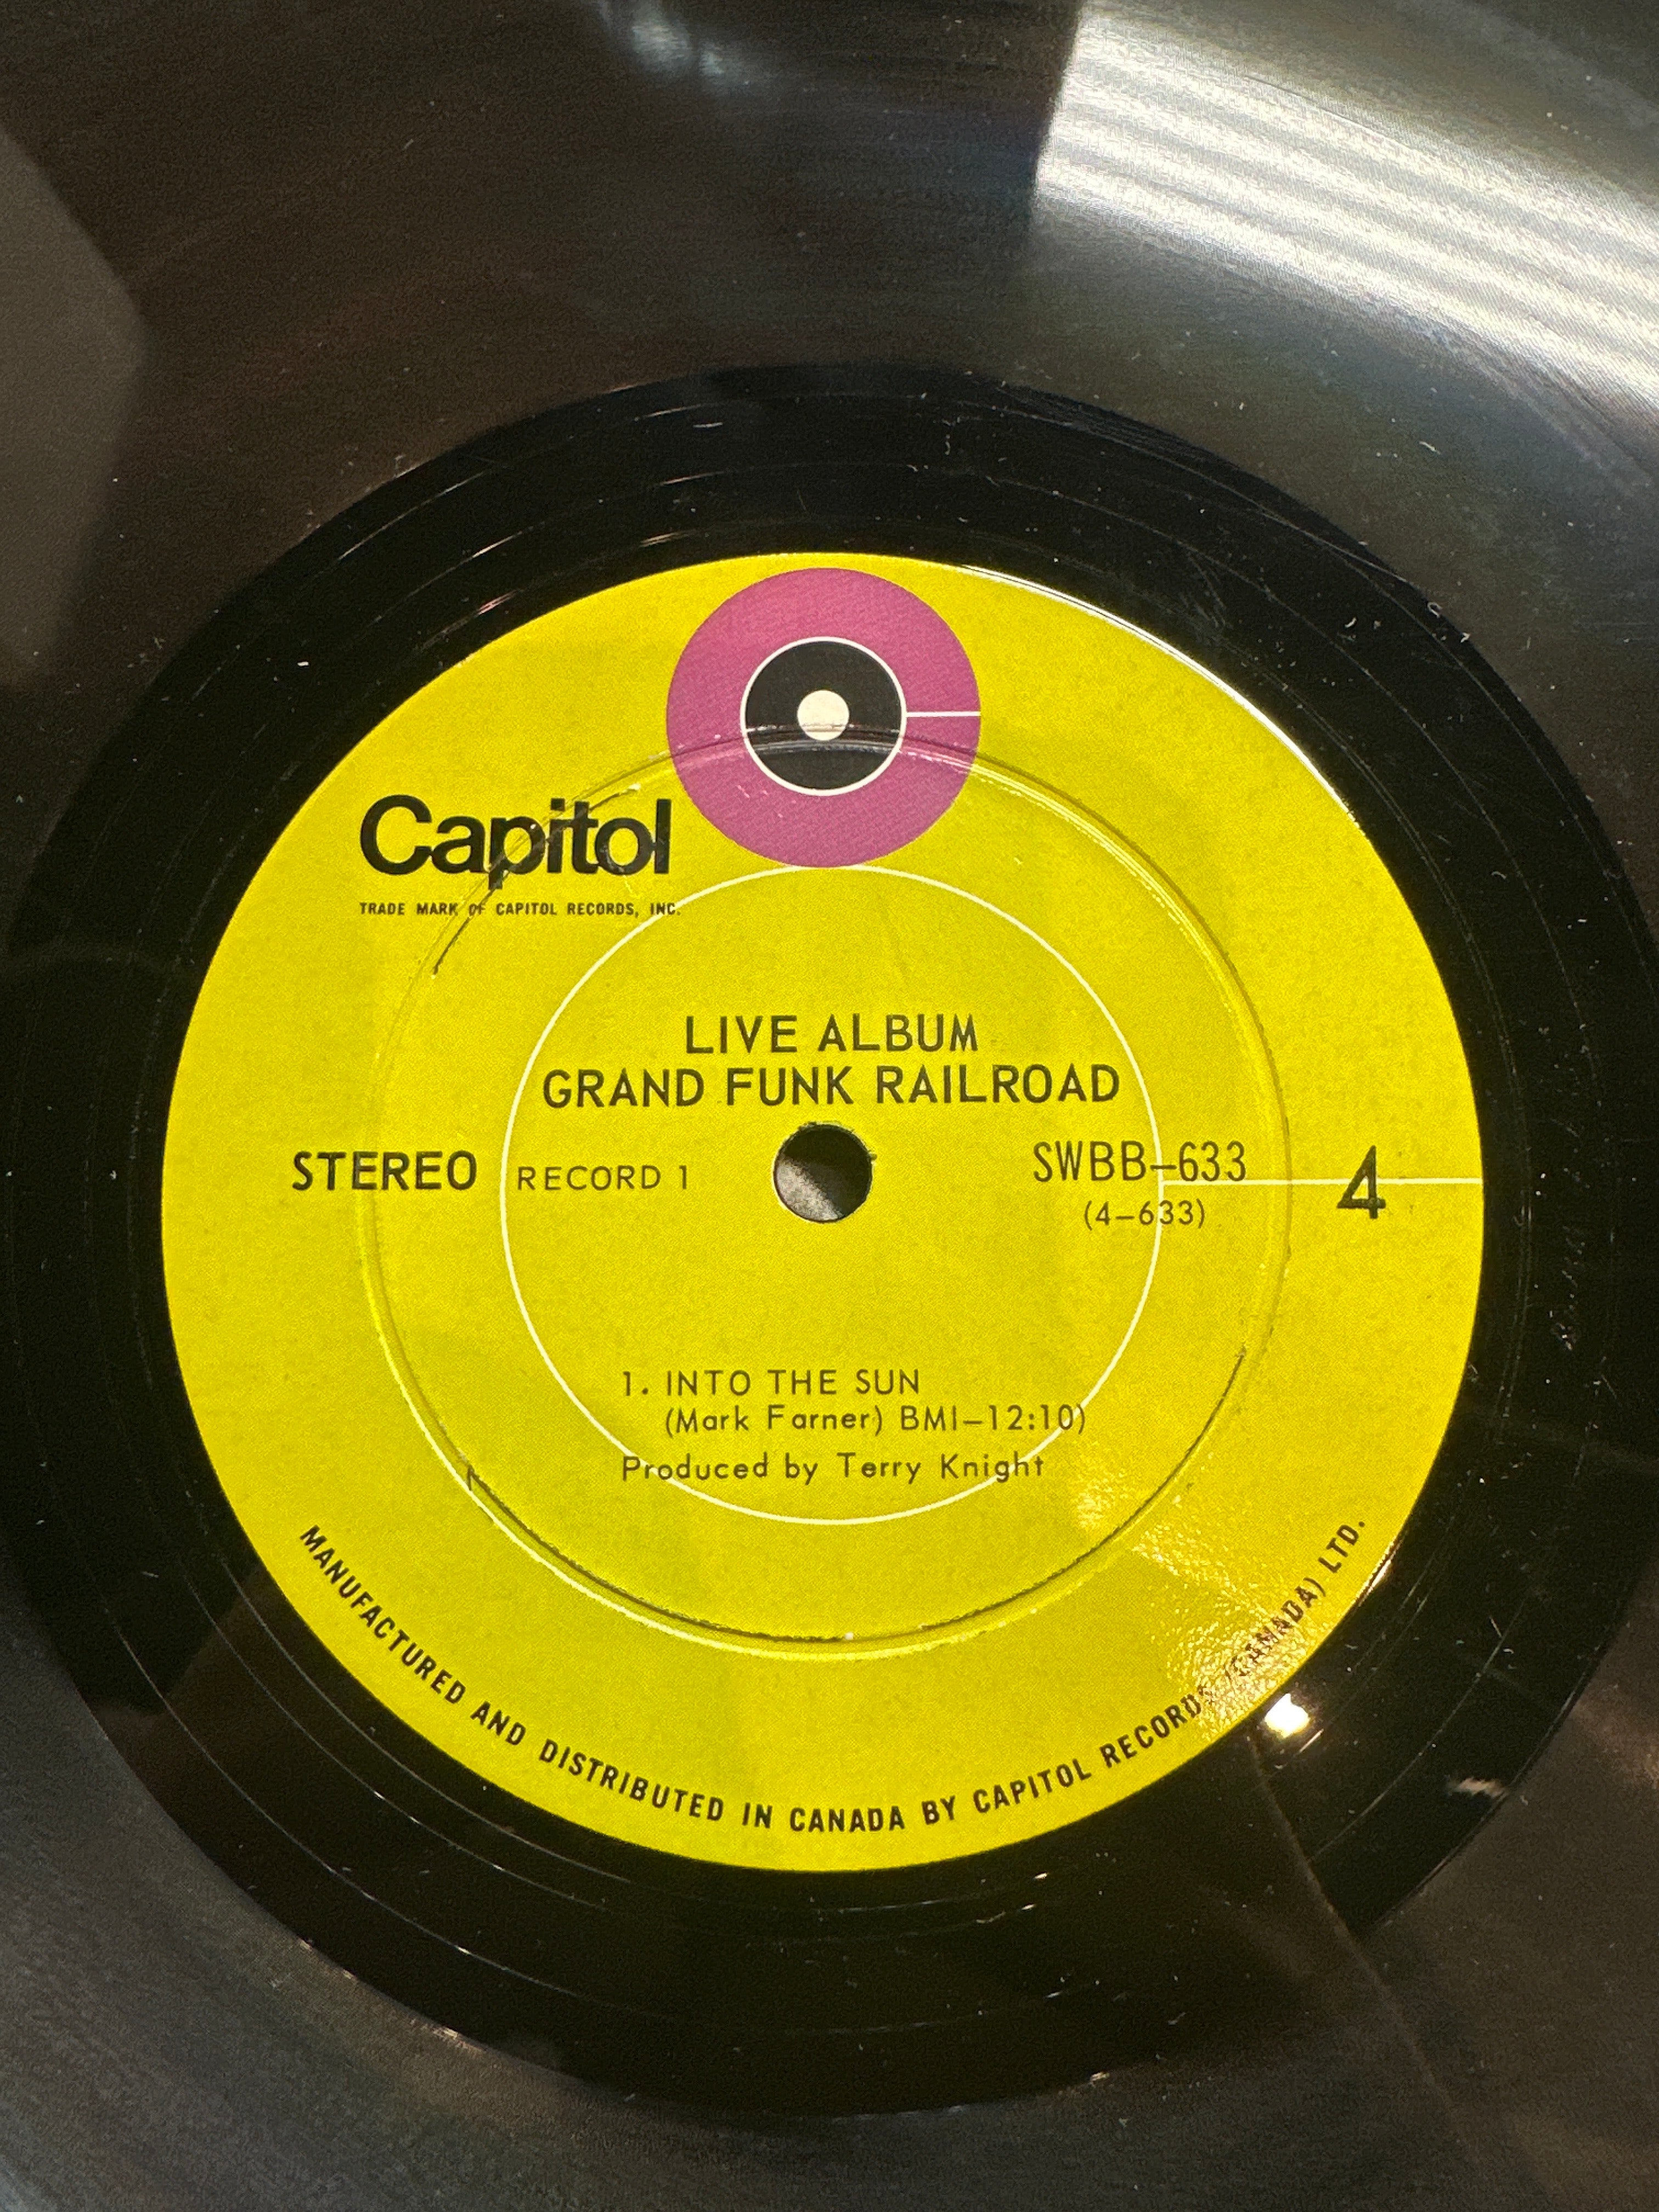 Capitol
TRADE MARK OF CAPITOL RECORDS, INC.
LIVE ALBUM
GRAND FUNK RAILROAD
STEREO RECORD 1 SWBB-633 4
(4-633)
1. INTO THE SUN
(Mark Farner) BMI-12:10)
Produced by Terry Knight
MANUFACTURED AND DISTRIBUTED IN CANADA BY CAPITOL RECORDS (CANADA) LTD.